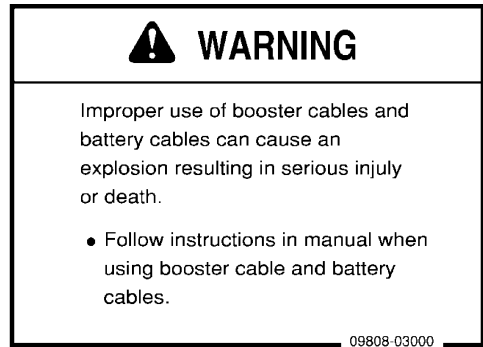 WARNING
Improper use of booster cables and
battery cables can cause an
explosion resulting in serious injuly
or death.
• Follow instructions in manual when
using booster cable and battery
cables.
09808-03000